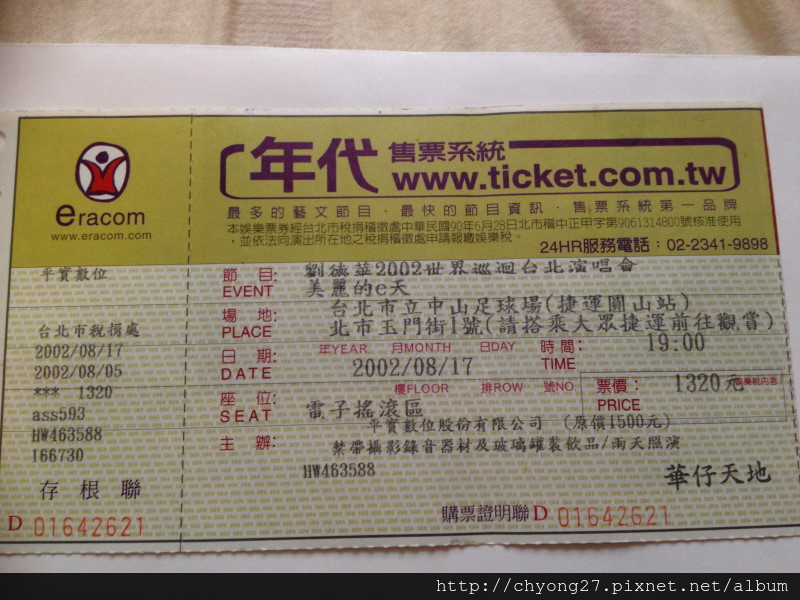 eracom
www.eracom.com.tw
年代 售票系統
www.ticket.com.tw
最多的藝文節目．最快的節目資訊．售票系統第一品牌
本娛樂票券經台北市稅捐稽徵處中華民國90年6月28日北市稽中正甲字第9061314800號核准使用
，並依法向演出所在地之稅捐稽徵處申請報繳娛樂稅。
24HR服務電話：02-2341-9898
平實數位
台北市稅捐處
2002/08/17
2002/08/05
*** 1320
ass593
HW463588
166730
存根聯
D 01642621
節目: 劉德華2002世界巡迴台北演唱會
EVENT 美麗的e天
場地: 台北市立中山足球場(捷運圓山站)
PLACE 北市玉門街1號(請搭乘大眾捷運前往觀賞)
日期: 年YEAR 月MONTH 日DAY 時間: 19:00
DATE 2002/08/17 TIME
座位: 樓FLOOR 排ROW 號NO 票價: 1320元 娛樂稅內含
SEAT 電子搖滾區 PRICE
平實數位股份有限公司 (原價1500元)
主辦: 禁帶攝影錄音器材及玻璃罐裝飲品/雨天照演
HW463588 華仔天地
購票證明聯 D 01642621
http://chyong27.pixnet.net/album